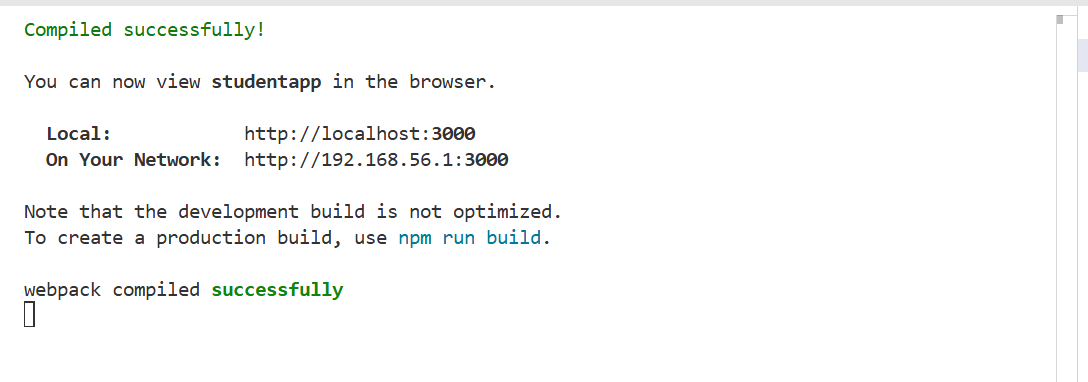 Compiled successfully!
You can now view studentapp in the browser.
Local: http://localhost:3000
On Your Network: http://192.168.56.1:3000
Note that the development build is not optimized.
To create a production build, use npm run build.
webpack compiled successfully